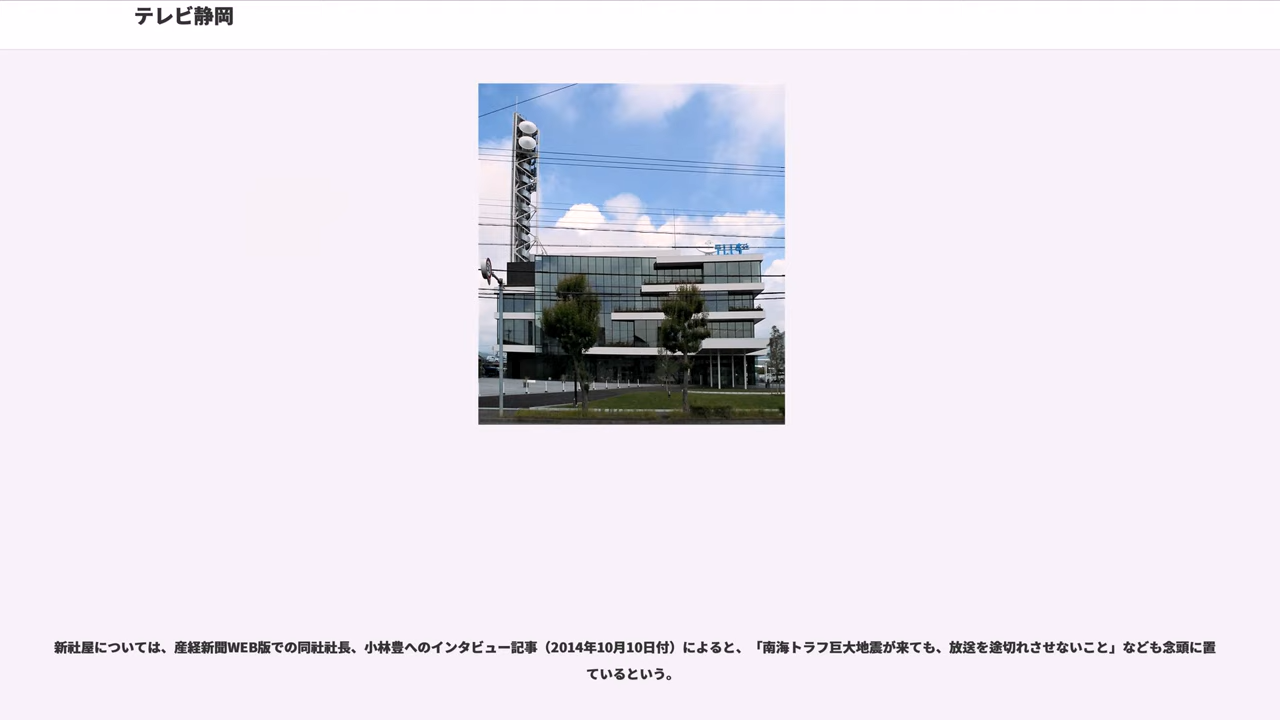 テレビ静岡
新社屋については、産経新聞WEB版での同社社長、小林豊へのインタビュー記事（2014年10月10日付）によると、「南海トラフ巨大地震が来ても、放送を途切れさせないこと」なども念頭に置
ているという。